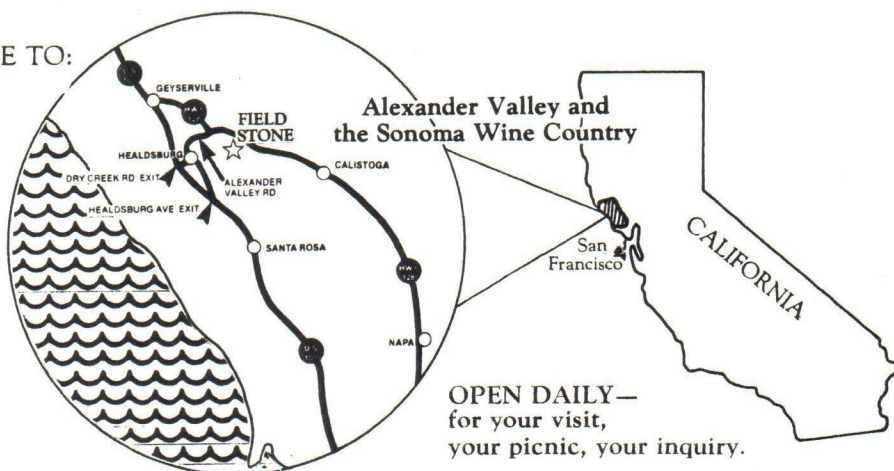 E TO:
GEYSERVILLE
FIELD
STONE
HEALDSBURG
DRY CREEK RD. EXIT
ALEXANDER
VALLEY RD.
HEALDSBURG AVE EXIT
CALISTOGA
SANTA ROSA
HWY
U.S.
NAPA
Alexander Valley and
the Sonoma Wine Country
San
Francisco
CALIFORNIA
OPEN DAILY—
for your visit,
your picnic, your inquiry.